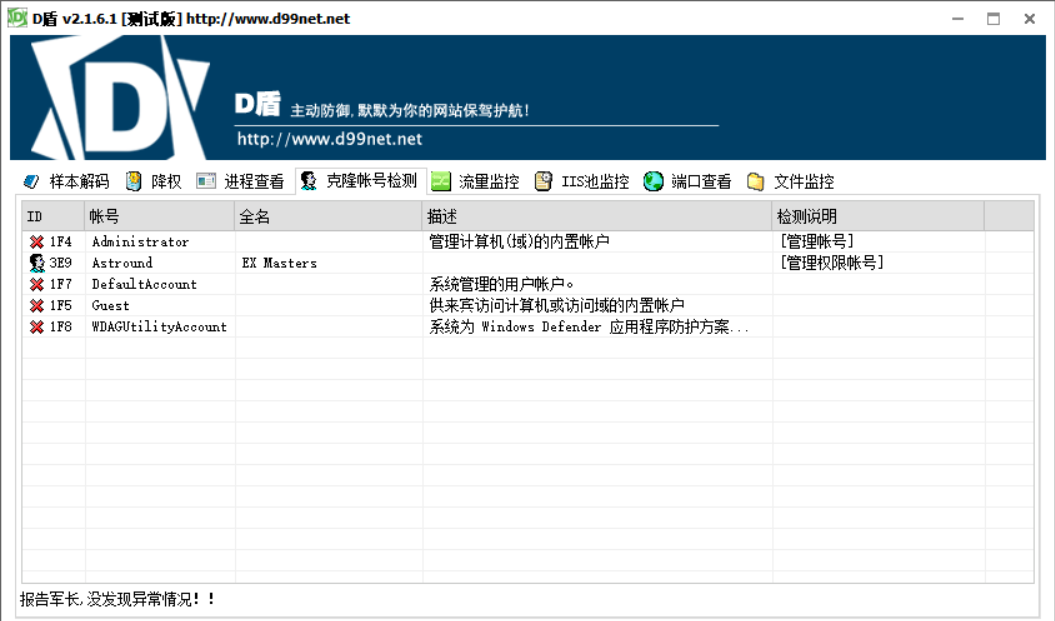 D盾 v2.1.6.1 [测试版] http://www.d99net.net
D盾 主动防御,默默为你的网站保驾护航!
http://www.d99net.net
样本解码 降权 进程查看 克隆帐号检测 流量监控 IIS池监控 端口查看 文件监控
ID 帐号 全名 描述 检测说明
1F4 Administrator 管理计算机(域)的内置帐户 [管理帐号]
3E9 Astround EX Masters [管理权限帐号]
1F7 DefaultAccount 系统管理的用户帐户。
1F5 Guest 供来宾访问计算机或访问域的内置帐户
1F8 WDAGUtilityAccount 系统为 Windows Defender 应用程序防护方案...
报告军长,没发现异常情况!!